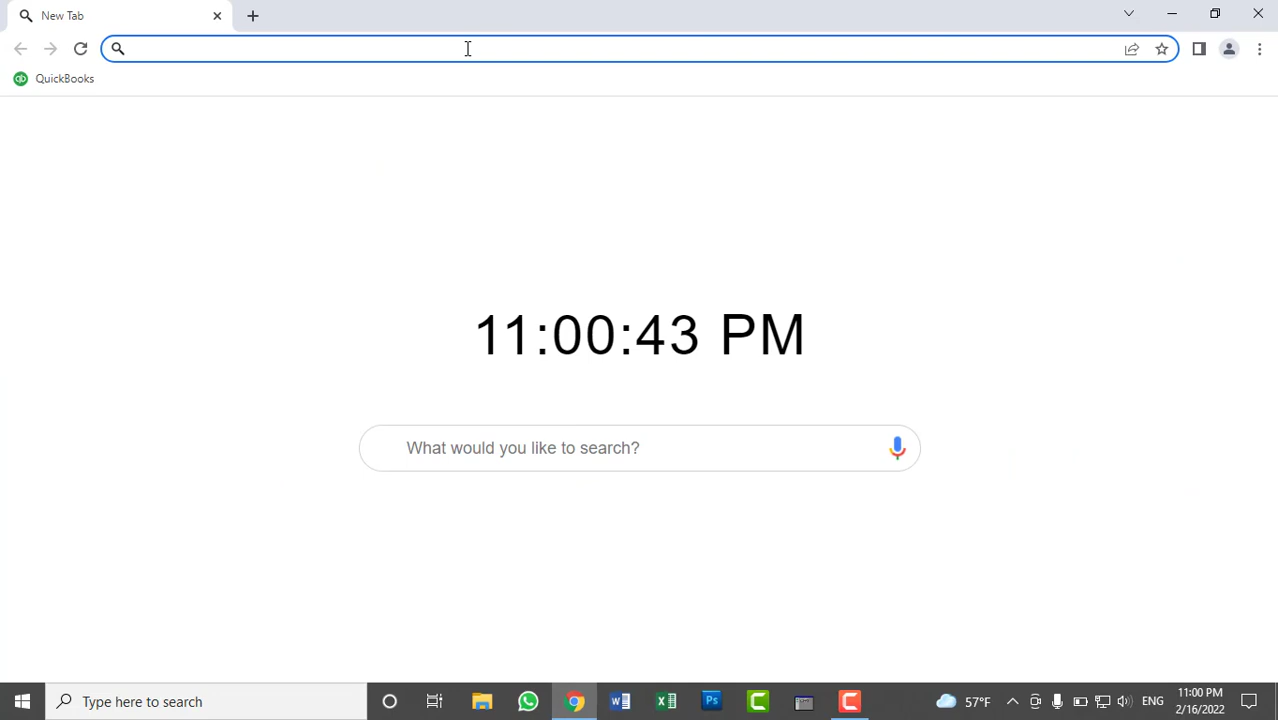 New Tab
QuickBooks
11:00:43 PM
What would you like to search?
Type here to search
57°F
ENG
11:00 PM
2/16/2022